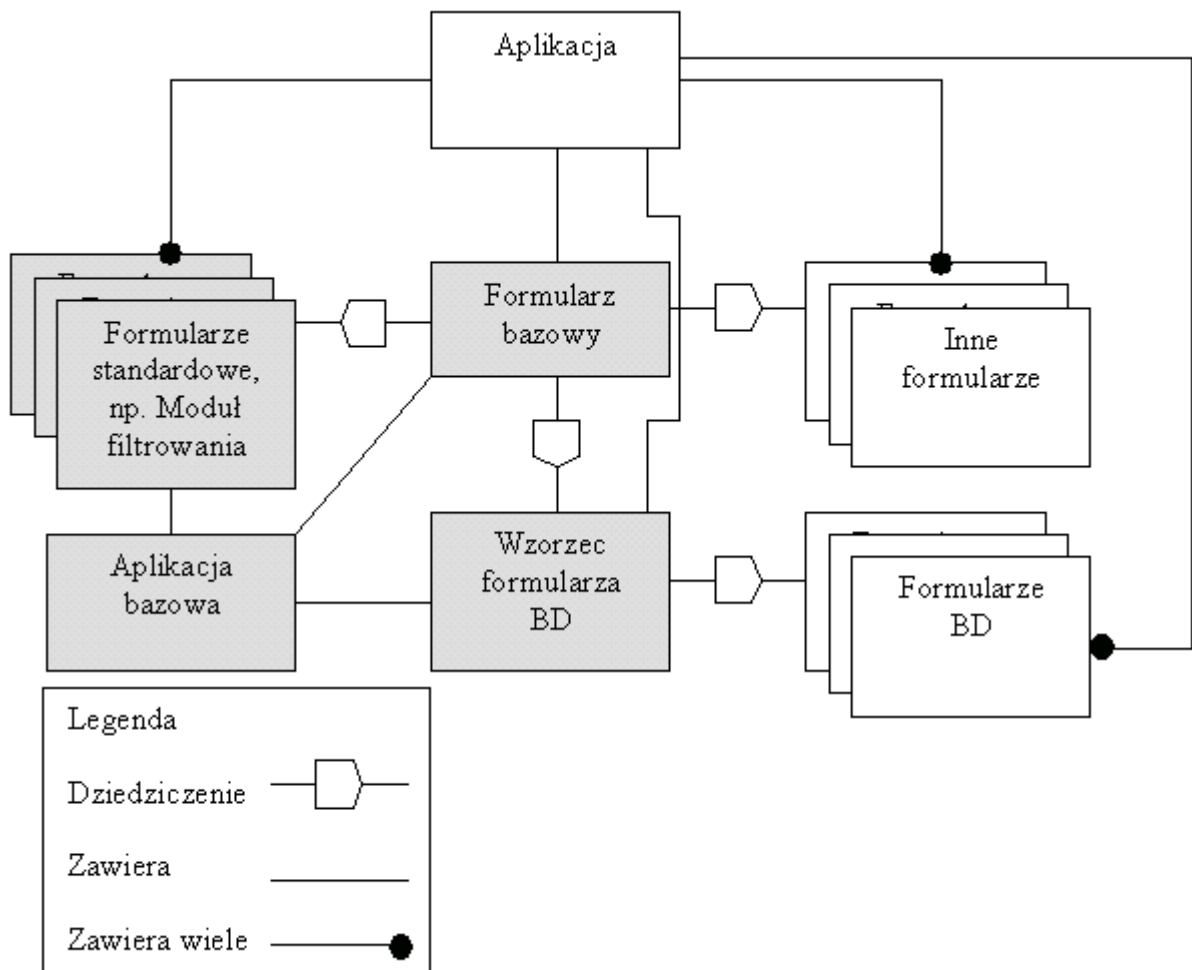 Aplikacja
Formularze
standardowe,
np. Moduł
filtrowania
Formularz
bazowy
Inne
formularze
Aplikacja
bazowa
Wzorzec
formularza
BD
Formularze
BD
Legenda
Dziedziczenie
Zawiera
Zawiera wiele